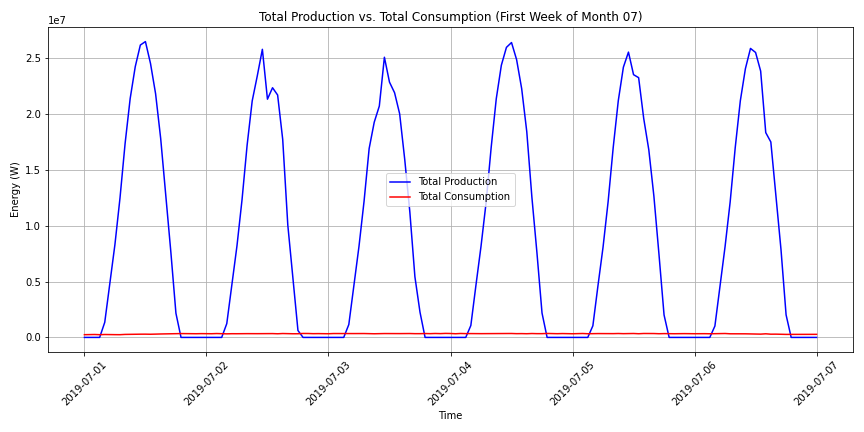 Total Production vs. Total Consumption (First Week of Month 07)
1e7
2.5
2.0
1.5
1.0
0.5
0.0
Energy (W)
Total Production
Total Consumption
2019-07-01
2019-07-02
2019-07-03
2019-07-04
2019-07-05
2019-07-06
2019-07-07
Time